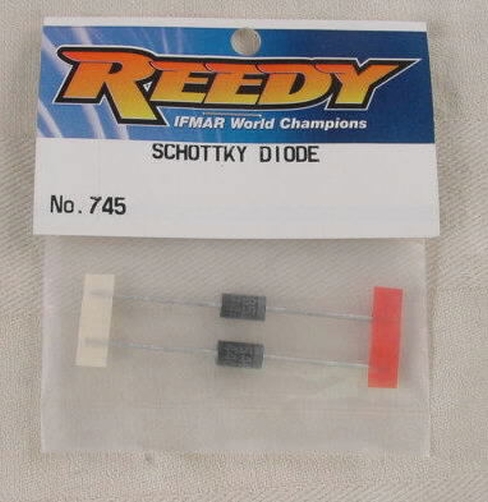 REEDY
IFMAR World Champions
SCHOTTKY DIODE
No. 745